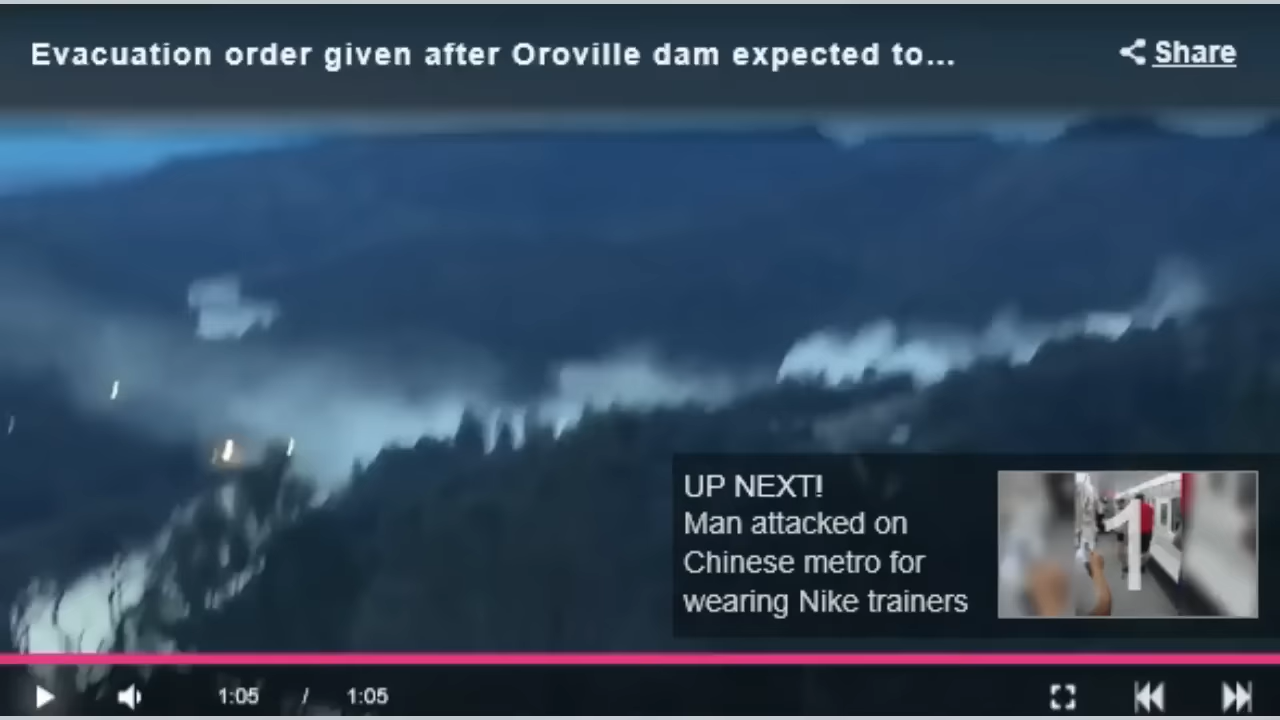 Evacuation order given after Oroville dam expected to...
Share
UP NEXT!
Man attacked on
Chinese metro for
wearing Nike trainers
1
1:05 / 1:05